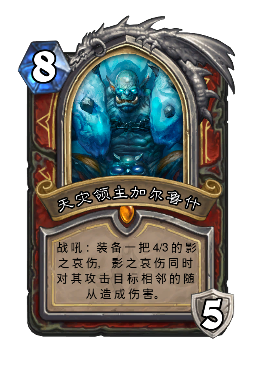 8
天灾领主加尔鲁什
战吼：装备一把4/3的影
之哀伤，影之哀伤同时
对其攻击目标相邻的随
从造成伤害。
5